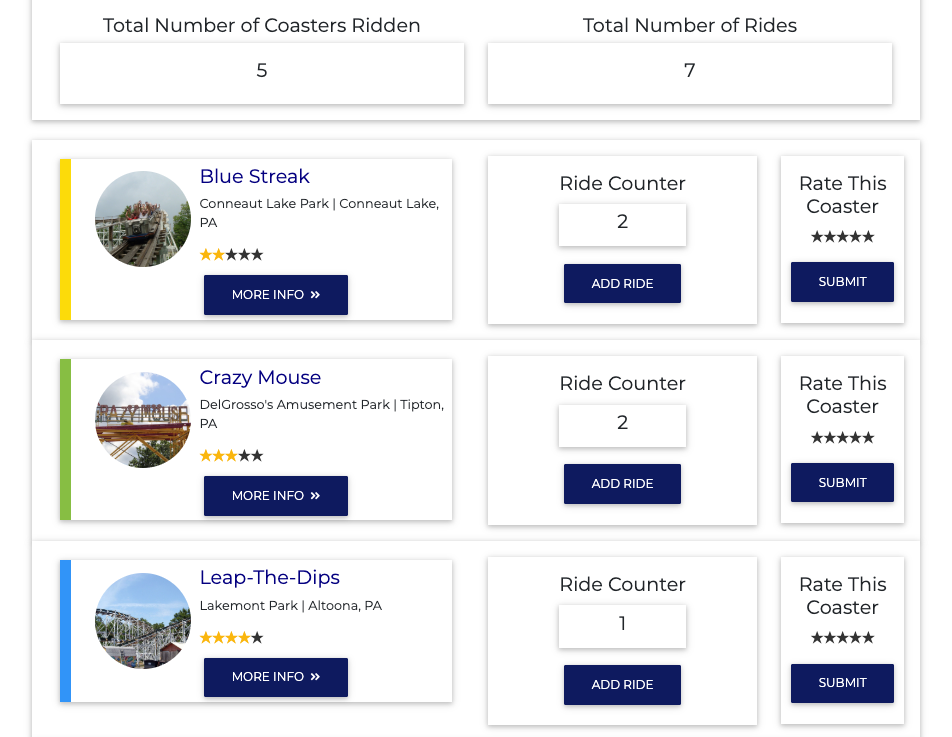 Total Number of Coasters Ridden
Total Number of Rides
5
7
Blue Streak
Conneaut Lake Park | Conneaut Lake,
PA
MORE INFO »
Ride Counter
2
ADD RIDE
Rate This
Coaster
SUBMIT
CRAZY MOUSE
Crazy Mouse
DelGrosso's Amusement Park | Tipton,
PA
MORE INFO »
Ride Counter
2
ADD RIDE
Rate This
Coaster
SUBMIT
Leap-The-Dips
Lakemont Park | Altoona, PA
MORE INFO »
Ride Counter
1
ADD RIDE
Rate This
Coaster
SUBMIT